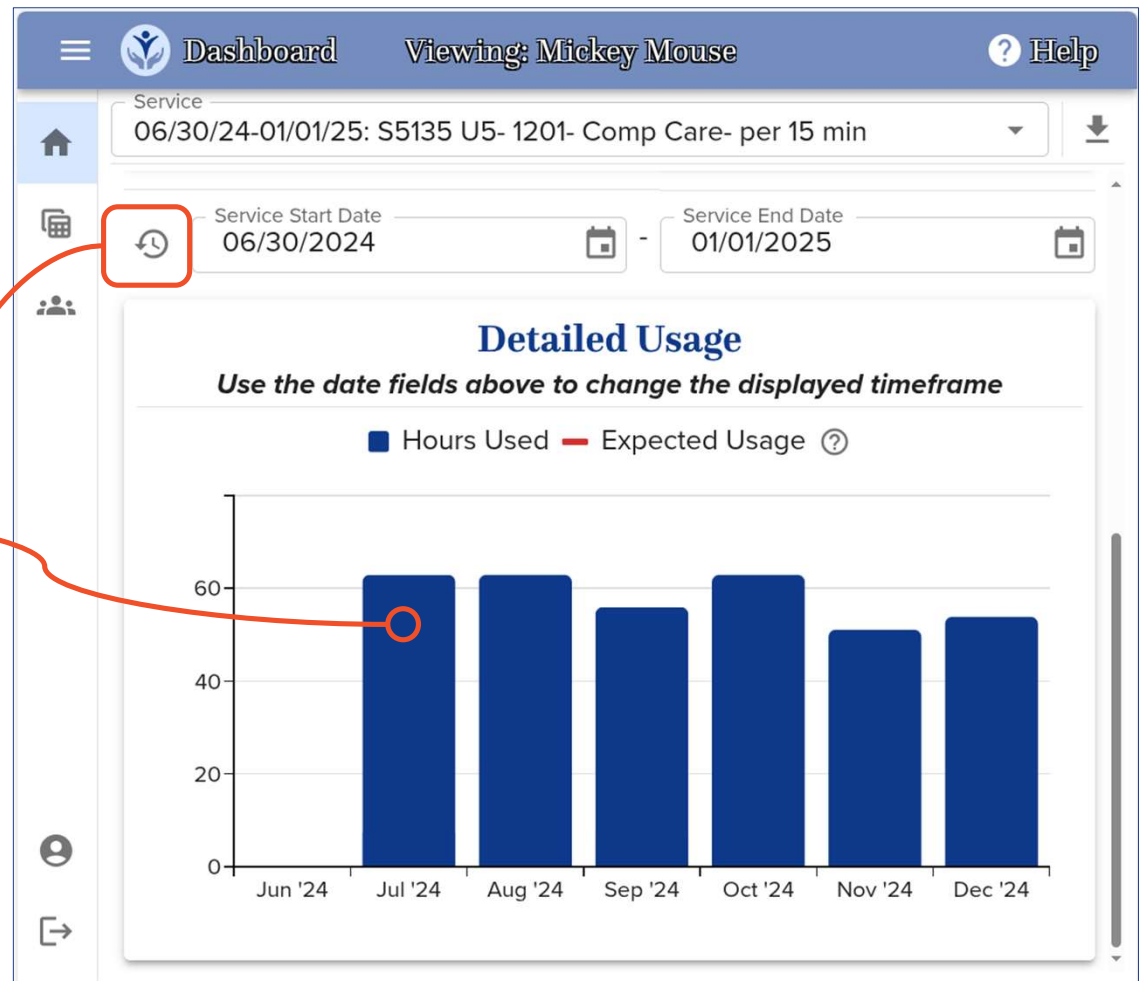 Dashboard
Viewing: Mickey Mouse
? Help
Service
06/30/24-01/01/25: S5135 U5- 1201- Comp Care- per 15 min
Service Start Date
06/30/2024
-
Service End Date
01/01/2025
Detailed Usage
Use the date fields above to change the displayed timeframe
Hours Used
Expected Usage ?
60
40
20
0
Jun '24 Jul '24 Aug '24 Sep '24 Oct '24 Nov '24 Dec '24